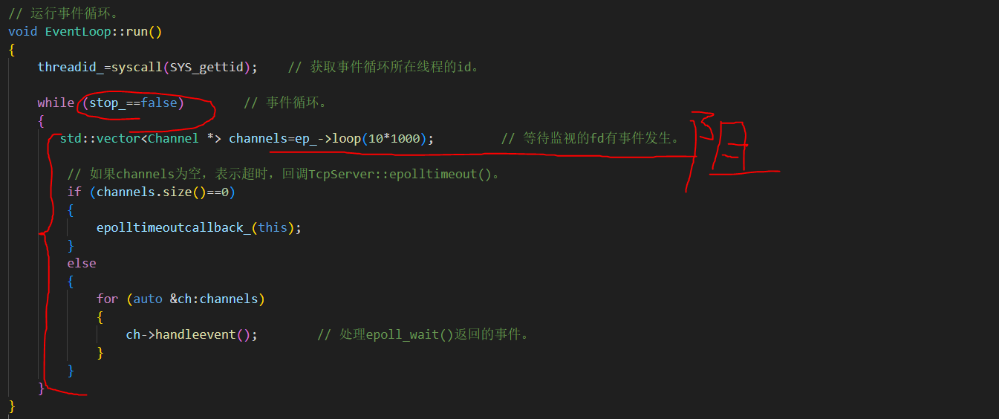 // 运行事件循环。
void EventLoop::run()
{
threadid_=syscall(SYS_gettid); // 获取事件循环所在线程的id。
while (stop_==false) // 事件循环。
{
std::vector<Channel *> channels=ep_->loop(10*1000); // 等待监视的fd有事件发生。
// 如果channels为空，表示超时，回调TcpServer::epolltimeout()。
if (channels.size()==0)
{
epolltimeoutcallback_(this);
}
else
{
for (auto &ch:channels)
{
ch->handleevent(); // 处理epoll_wait()返回的事件。
}
}
}
}